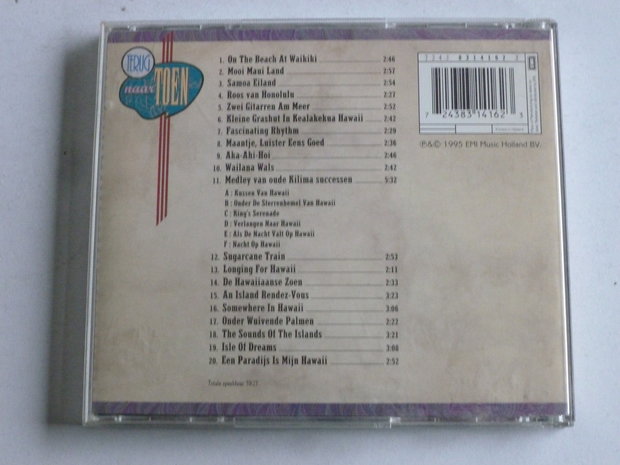 TERUG
naar
TOEN
1. On The Beach At Waikiki 2:46
2. Mooi Maui Land 2:57
3. Samoa Eiland 2:54
4. Roos van Honolulu 2:30
5. Zwei Gitarren Am Meer 2:52
6. Kleine Grashut In Kealakekua Hawaii 2:42
7. Fascinating Rhythm 2:29
8. Maantje, Luister Eens Goed 2:36
9. Aka-Ahi-Hoi 2:46
10. Wailana Wals 2:42
11. Medley van oude Kilima successen 5:32
A : Kussen Van Hawaii
B : Onder De Sterrenhemel Van Hawaii
C : King's Serenade
D : Verlangen Naar Hawaii
E : Als De Nacht Valt Op Hawaii
F : Nacht Op Hawaii
12. Sugarcane Train 2:53
13. Longing For Hawaii 2:11
14. De Hawaiiaanse Zoen 2:33
15. An Island Rendez-Vous 3:23
16. Somewhere In Hawaii 3:06
17. Onder Wuivende Palmen 2:22
18. The Sounds Of The Islands 3:21
19. Isle Of Dreams 3:08
20. Een Paradijs Is Mijn Hawaii 2:52
Totale speelduur
7 24383 14162 3
℗&© 1995 EMI Music Holland BV.